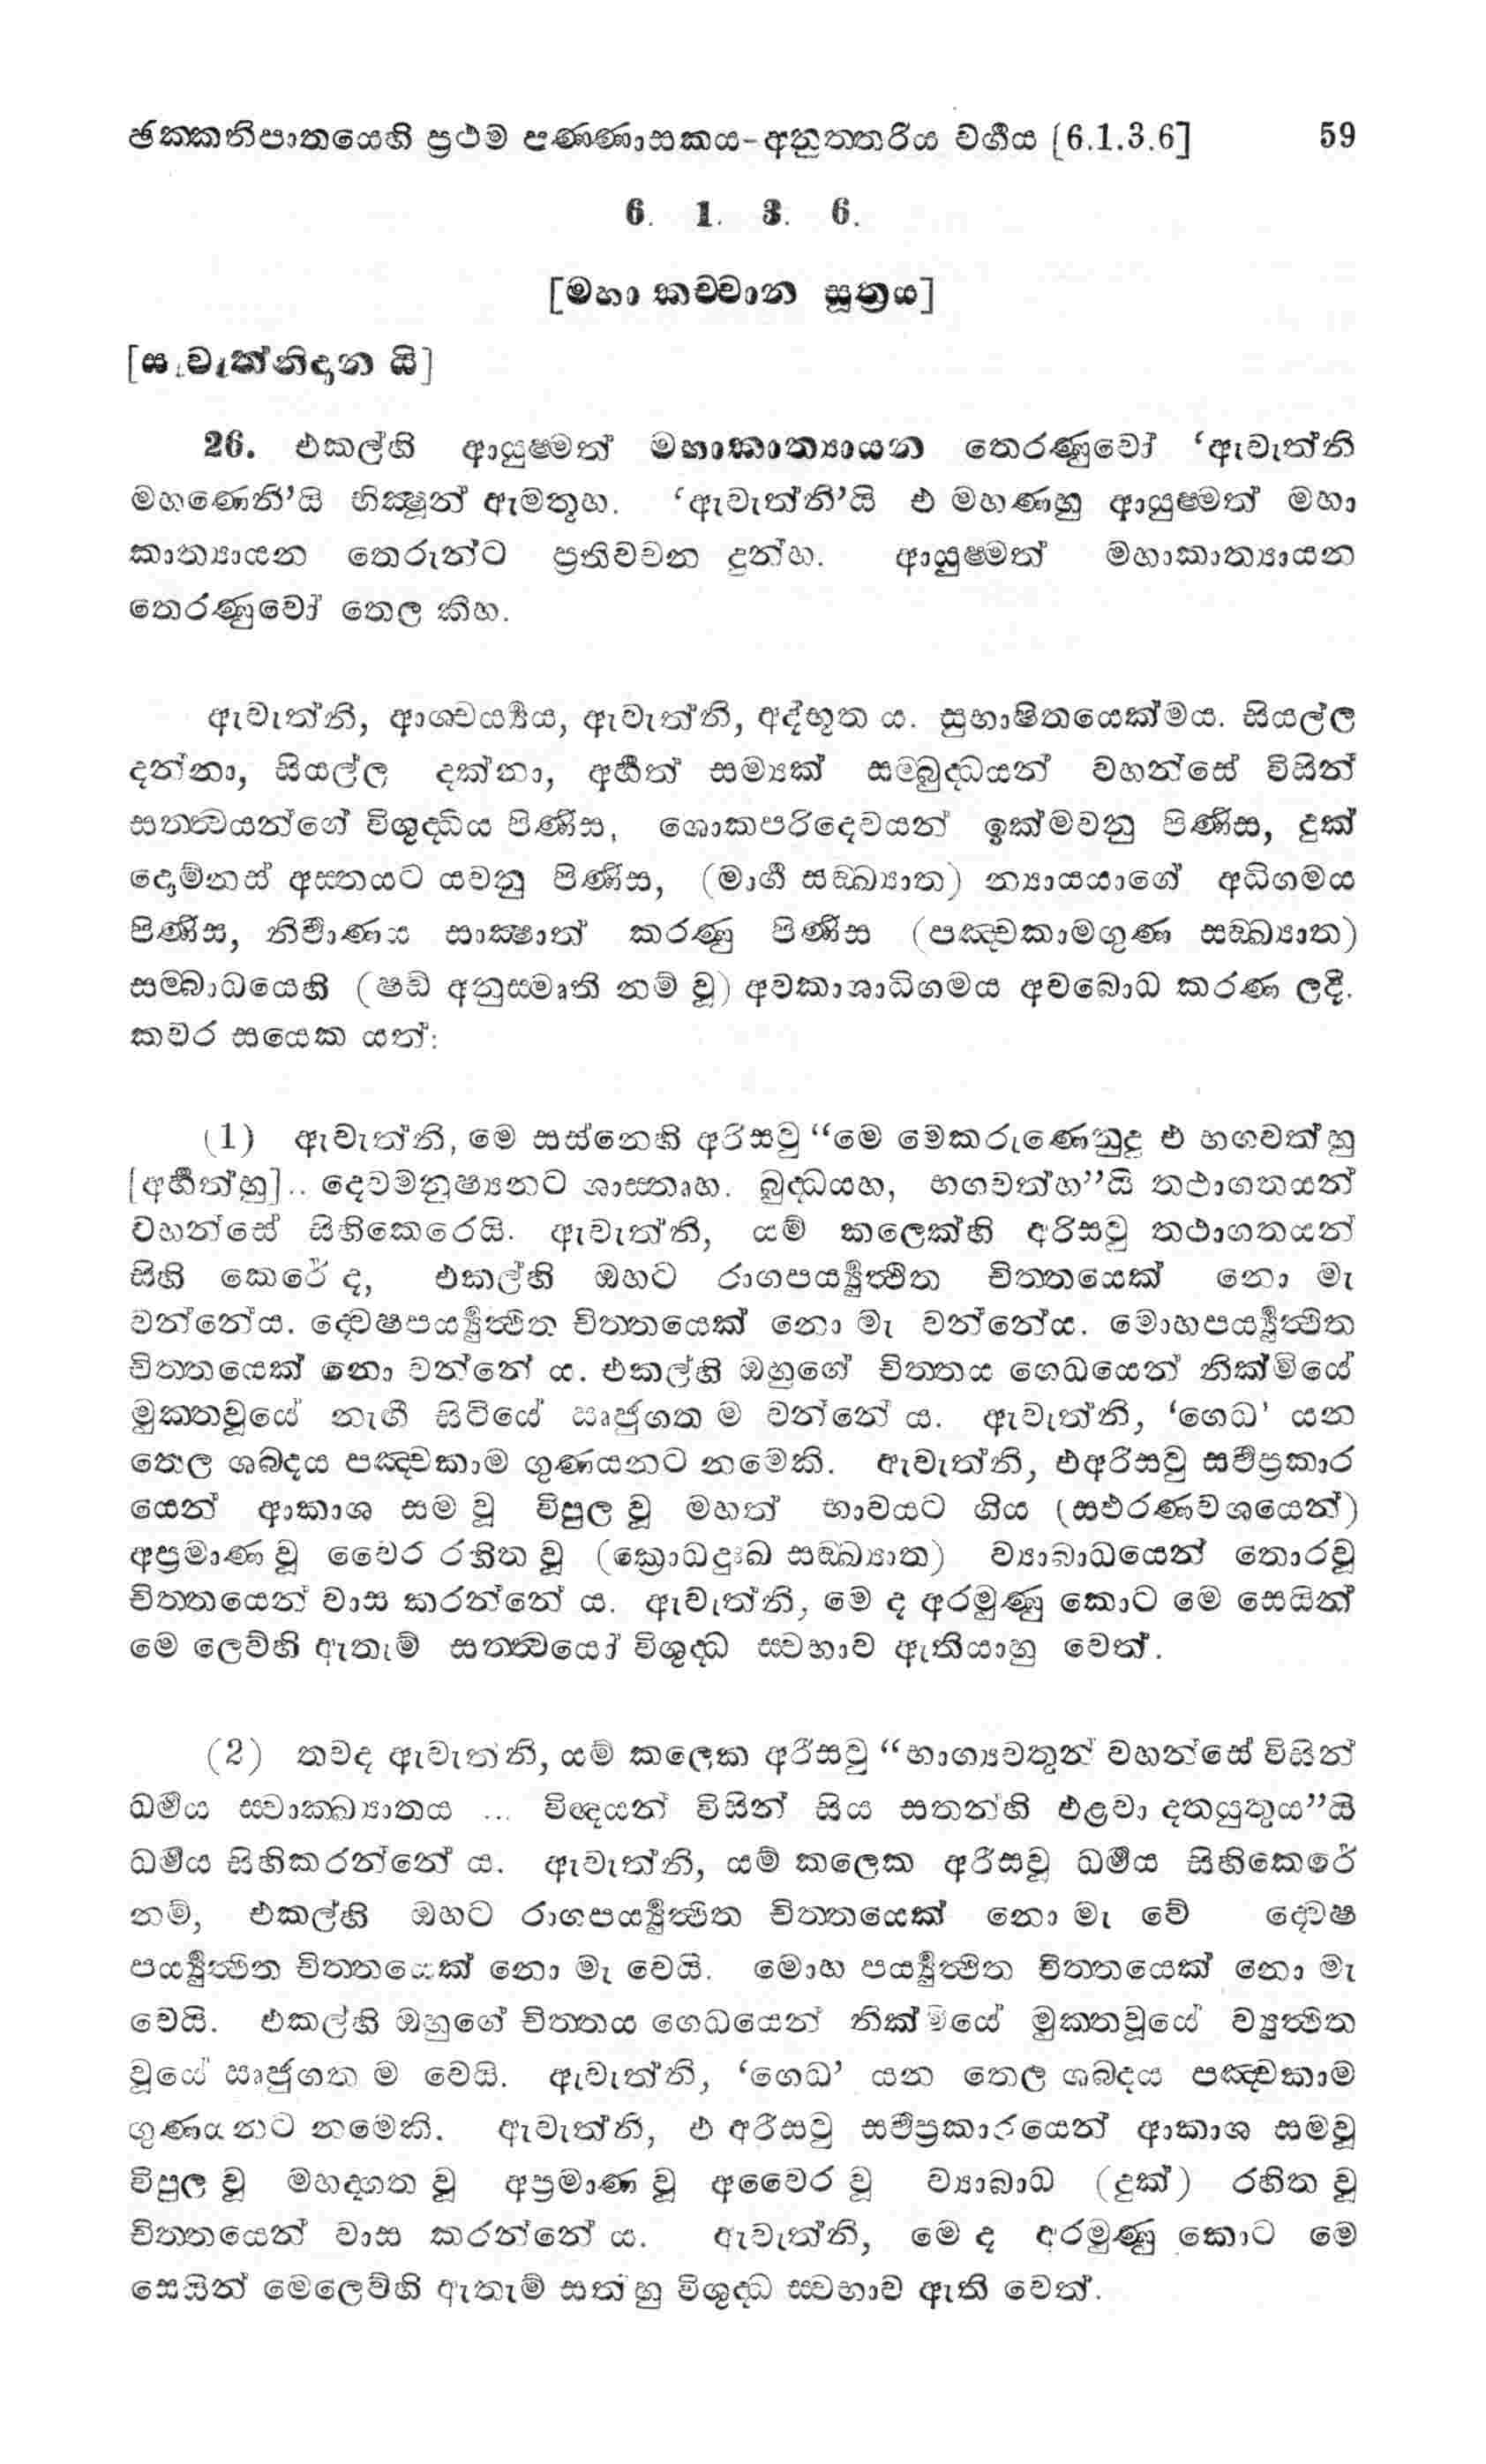 ඡක්කනිපාතයෙහි ප්‍රථම පණ්ණාසකය-අනුත්තරිය වර්‍ගය [6.1.3.6] 59
6. 1. 3. 6.
[මහා කච්චාන සූත්‍රය]
[සැවැත්නිදාන යි]
26. එකල්හි ආයුෂ්මත් මහාකාත්‍යායන තෙරණුවෝ ‘ඇවැත්නි
මහණෙනි’යි භික්‍ෂූන් ඇමතූහ. ‘ඇවැත්නි’යි එ මහණහු ආයුෂ්මත් මහා
කාත්‍යායන තෙරුන්ට ප්‍රතිවචන දුන්හ. ආයුෂ්මත් මහාකාත්‍යායන
තෙරණුවෝ තෙල කීහ.
ඇවැත්නි, ආශ්චර්‍ය්‍යය, ඇවැත්නි, අද්භූත ය. සුභාෂිතයෙක්මය. සියල්ල
දන්නා, සියල්ල දක්නා, අර්‍හත් සම්‍යක් සම්බුද්ධයන් වහන්සේ විසින්
සත්ත්‍වයන්ගේ විශුද්ධිය පිණිස, ශොකපරිදෙවයන් ඉක්මවනු පිණිස, දුක්
දොම්නස් අස්තයට යවනු පිණිස, (මාර්‍ග සඞ්ඛ්‍යාත) න්‍යායයාගේ අධිගමය
පිණිස, නිර්‍වාණය සාක්‍ෂාත් කරණු පිණිස (පඤ්චකාමගුණ සඞ්ඛ්‍යාත)
සම්බාධයෙහි (ෂඩ් අනුස්මෘති නම් වූ) අවකාශාධිගමය අවබොධ කරණ ලදී.
කවර සයෙක යත්:
(1) ඇවැත්නි, මෙ සස්නෙහි අරිසවු “මෙ මෙකරුණෙනුදු එ භගවත්හු
[අර්‍හත්හු].. දෙවමනුෂ්‍යනට ශාස්තෘහ. බුද්ධයහ, භගවත්හ”යි තථාගතයන්
වහන්සේ සිහිකෙරෙයි. ඇවැත්නි, යම් කලෙක්හි අරිසවු තථාගතයන්
සිහි කෙරේ ද, එකල්හි ඔහට රාගපර්‍ය්‍යුත්ථිත චිත්තයෙක් නො මැ
වන්නේය. ද්වෙෂපර්‍ය්‍යුත්ථිත චිත්තයෙක් නො මැ වන්නේය. මොහපර්‍ය්‍යුත්ථිත
චිත්තයෙක් නො වන්නේ ය. එකල්හි ඔහුගේ චිත්තය ගෙධයෙන් නික්මියේ
මුක්තවූයේ නැඟී සිටියේ ඍජුගත ම වන්නේ ය. ඇවැත්නි, ‘ගෙධ’ යන
තෙල ශබ්දය පඤ්චකාම ගුණයනට නමෙකි. ඇවැත්නි, එඅරිසවු සර්‍වප්‍රකාර
යෙන් ආකාශ සම වූ විපුල වූ මහත් භාවයට ගිය (ස්ඵරණවශයෙන්)
අප්‍රමාණ වූ වෛර රහිත වූ (ක්‍රොධදුඃඛ සඞ්ඛ්‍යාත) ව්‍යාබාධයෙන් තොරවූ
චිත්තයෙන් වාස කරන්නේ ය. ඇවැත්නි, මෙ ද අරමුණු කොට මෙ සෙයින්
මෙ ලෙව්හි ඇතැම් සත්ත්‍වයෝ විශුද්ධ ස්වභාව ඇතියාහු වෙත්.
(2) තවද ඇවැත්නි, යම් කලෙක අරිසවු “භාග්‍යවතුන් වහන්සේ විසින්
ධර්‍මය ස්වාක්ඛ්‍යාතය ... විඥයන් විසින් සිය සතන්හි එළවා දතයුතුය”යි
ධර්‍මය සිහිකරන්නේ ය. ඇවැත්නි, යම් කලෙක අරිසවූ ධර්‍මය සිහිකෙරේ
නම්, එකල්හි ඔහට රාගපර්‍ය්‍යුත්ථිත චිත්තයෙක් නො මැ වේ ද්වෙෂ
පර්‍ය්‍යුත්ථිත චිත්තයෙක් නො මැ වෙයි. මොහ පර්‍ය්‍යුත්ථිත චිත්තයෙක් නො මැ
වෙයි. එකල්හි ඔහුගේ චිත්තය ගෙධයෙන් නික්මියේ මුක්තවූයේ ව්‍යුත්ථිත
වූයේ ඍජුගත ම වෙයි. ඇවැත්නි, ‘ගෙධ’ යන තෙල ශබ්දය පඤ්චකාම
ගුණයනට නමෙකි. ඇවැත්නි, එ අරිසවු සර්‍වප්‍රකාරයෙන් ආකාශ සමවූ
විපුල වූ මහද්ගත වූ අප්‍රමාණ වූ අවෛර වූ ව්‍යාබාධ (දුක්) රහිත වූ
චිත්තයෙන් වාස කරන්නේ ය. ඇවැත්නි, මෙ ද අරමුණු කොට මෙ
සෙයින් මෙලෙව්හි ඇතැම් සත්හු විශුද්ධ ස්වභාව ඇති වෙත්.